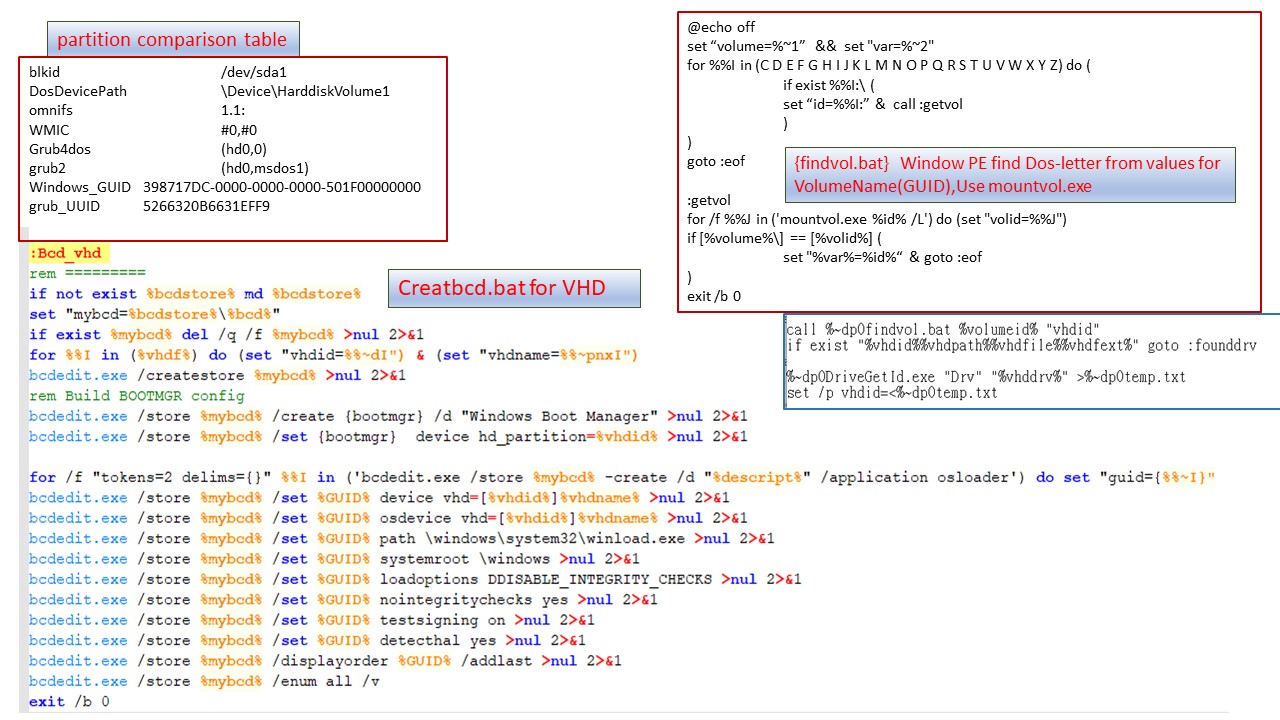 partition comparison table
blkid /dev/sda1
DosDevicePath \Device\HarddiskVolume1
omnifs 1.1:
WMIC #0,#0
Grub4dos (hd0,0)
grub2 (hd0,msdos1)
Windows_GUID 398717DC-0000-0000-0000-501F00000000
grub_UUID 5266320B6631EFF9
@echo off
set “volume=%~1” && set "var=%~2"
for %%I in (C D E F G H I J K L M N O P Q R S T U V W X Y Z) do (
if exist %%I:\ (
set “id=%%I:” & call :getvol
)
)
goto :eof
{findvol.bat} Window PE find Dos-letter from values for
VolumeName(GUID),Use mountvol.exe
:getvol
for /f %%J in ('mountvol.exe %id% /L') do (set "volid=%%J")
if [%volume%\] == [%volid%] (
set "%var%=%id%“ & goto :eof
)
exit /b 0
call %~dp0findvol.bat %volumeid% "vhdid"
if exist "%vhdid%%vhdpath%%vhdfile%%vhdfext%" goto :founddrv
%~dp0DriveGetId.exe "Drv" "%vhddrv%" >%~dp0temp.txt
set /p vhdid=<%~dp0temp.txt
Creatbcd.bat for VHD
:Bcd_vhd
rem =========
if not exist %bcdstore% md %bcdstore%
set "mybcd=%bcdstore%\%bcd%"
if exist %mybcd% del /q /f %mybcd% >nul 2>&1
for %%I in (%vhdf%) do (set "vhdid=%%~dI") & (set "vhdname=%%~pnxI")
bcdedit.exe /createstore %mybcd% >nul 2>&1
rem Build BOOTMGR config
bcdedit.exe /store %mybcd% /create {bootmgr} /d "Windows Boot Manager" >nul 2>&1
bcdedit.exe /store %mybcd% /set {bootmgr} device hd_partition=%vhdid% >nul 2>&1
for /f "tokens=2 delims={}" %%I in ('bcdedit.exe /store %mybcd% -create /d "%descript%" /application osloader') do set "guid={%%~I}"
bcdedit.exe /store %mybcd% /set %GUID% device vhd=[%vhdid%]%vhdname% >nul 2>&1
bcdedit.exe /store %mybcd% /set %GUID% osdevice vhd=[%vhdid%]%vhdname% >nul 2>&1
bcdedit.exe /store %mybcd% /set %GUID% path \windows\system32\winload.exe >nul 2>&1
bcdedit.exe /store %mybcd% /set %GUID% systemroot \windows >nul 2>&1
bcdedit.exe /store %mybcd% /set %GUID% loadoptions DDISABLE_INTEGRITY_CHECKS >nul 2>&1
bcdedit.exe /store %mybcd% /set %GUID% nointegritychecks yes >nul 2>&1
bcdedit.exe /store %mybcd% /set %GUID% testsigning on >nul 2>&1
bcdedit.exe /store %mybcd% /set %GUID% detecthal yes >nul 2>&1
bcdedit.exe /store %mybcd% /displayorder %GUID% /addlast >nul 2>&1
bcdedit.exe /store %mybcd% /enum all /v
exit /b 0